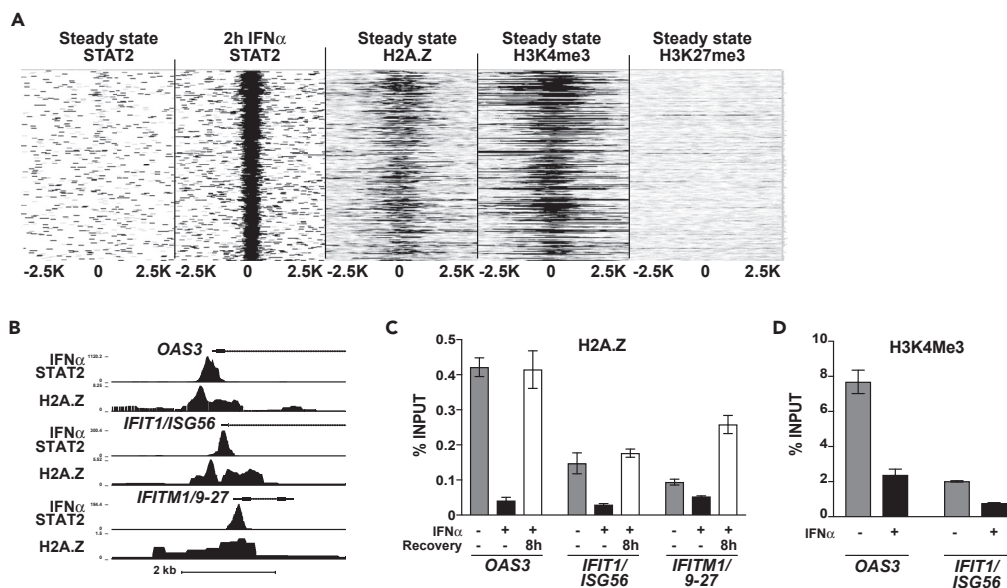 A
Steady state STAT2
2h IFNα STAT2
Steady state H2A.Z
Steady state H3K4me3
Steady state H3K27me3
-2.5K 0 2.5K -2.5K 0 2.5K -2.5K 0 2.5K -2.5K 0 2.5K -2.5K 0 2.5K
B
OAS3
IFNα STAT2
H2A.Z
IFIT1/ISG56
IFNα STAT2
H2A.Z
IFITM1/9-27
IFNα STAT2
H2A.Z
2 kb
C
H2A.Z
% INPUT
0.5
0.4
0.3
0.2
0.1
0
IFNα - + + - + + - + +
Recovery - - 8h - - 8h - - 8h
OAS3
IFIT1/ISG56
IFITM1/9-27
D
H3K4Me3
% INPUT
10
8
6
4
2
0
IFNα - + - +
OAS3
IFIT1/ISG56